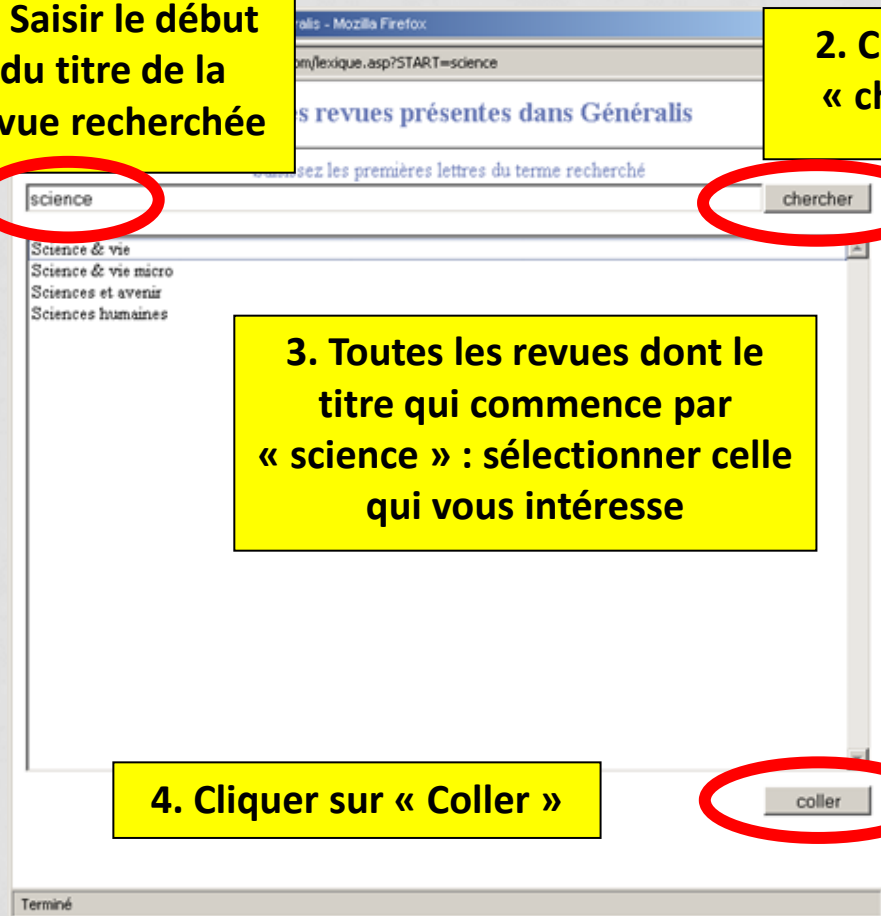 Saisir le début
du titre de la
vue recherchée
ralis - Mozilla Firefox
om/lexique.asp?START=science
2. C
« ch
s revues présentes dans Généralis
sez les premières lettres du terme recherché
science
chercher
Science & vie
Science & vie micro
Sciences et avenir
Sciences humaines
3. Toutes les revues dont le
titre qui commence par
« science » : sélectionner celle
qui vous intéresse
4. Cliquer sur « Coller »
coller
Terminé